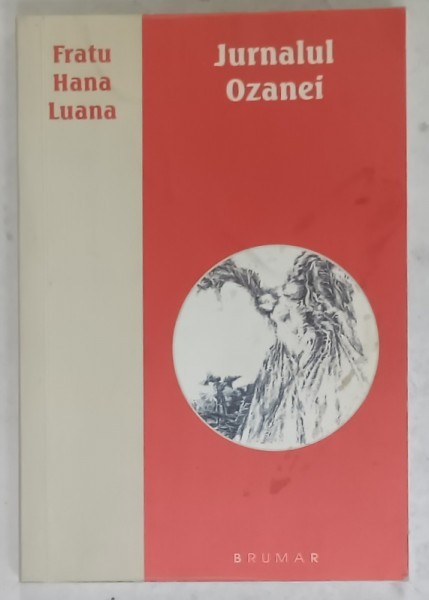 Fratu
Hana
Luana
Jurnalul
Ozanei
BRUMAR